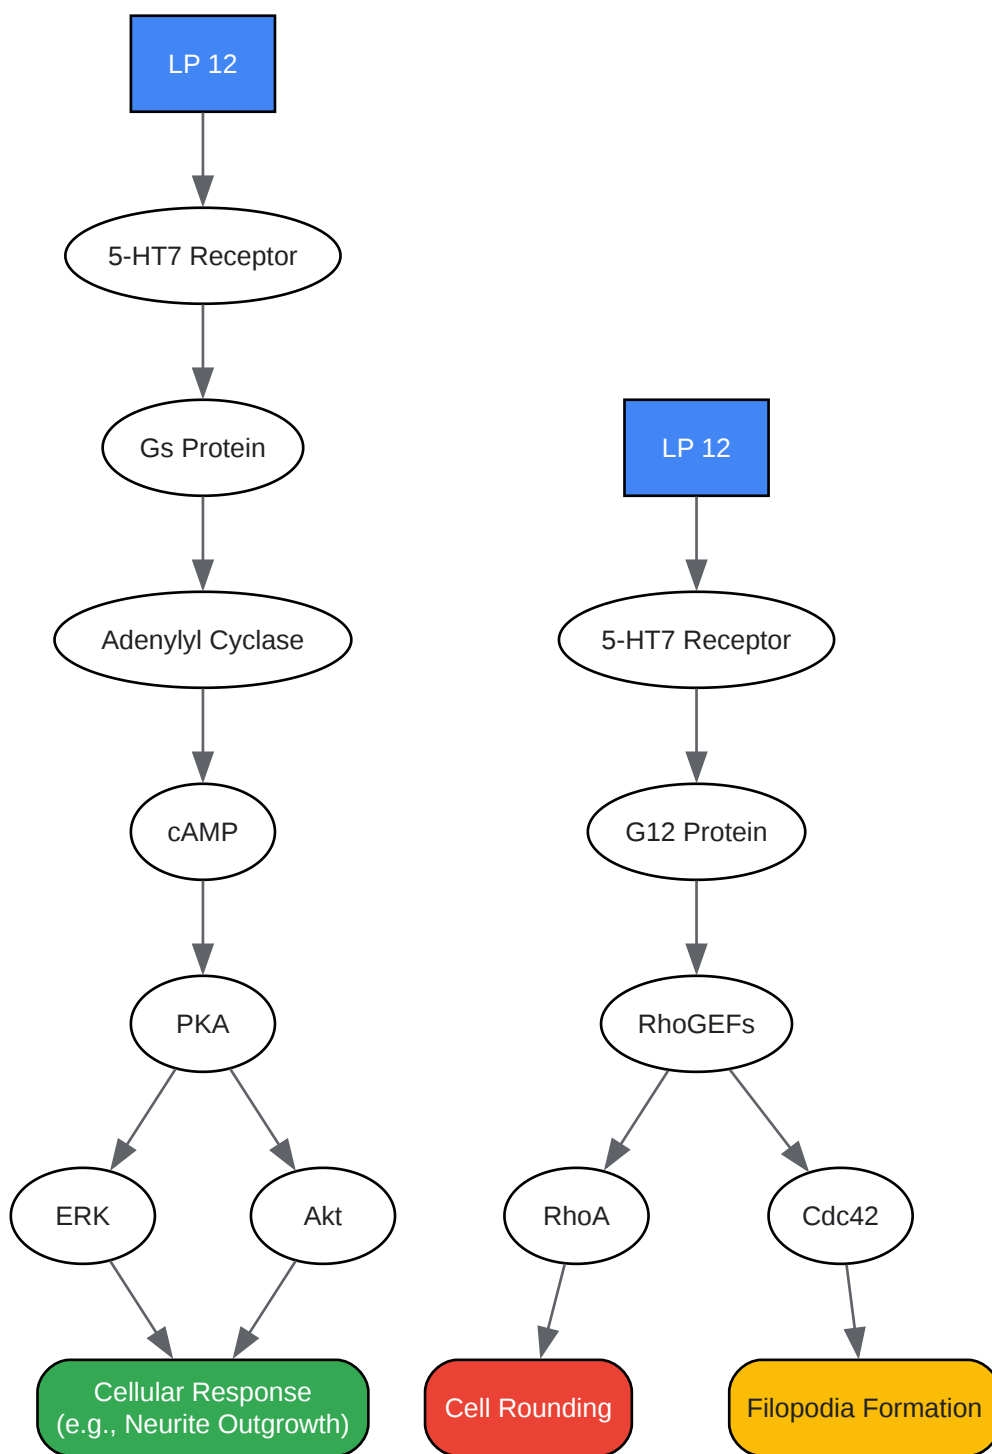 LP 12
5-HT7 Receptor
Gs Protein
Adenylyl Cyclase
cAMP
PKA
ERK
Akt
Cellular Response
(e.g., Neurite Outgrowth)
LP 12
5-HT7 Receptor
G12 Protein
RhoGEFs
RhoA
Cdc42
Cell Rounding
Filopodia Formation